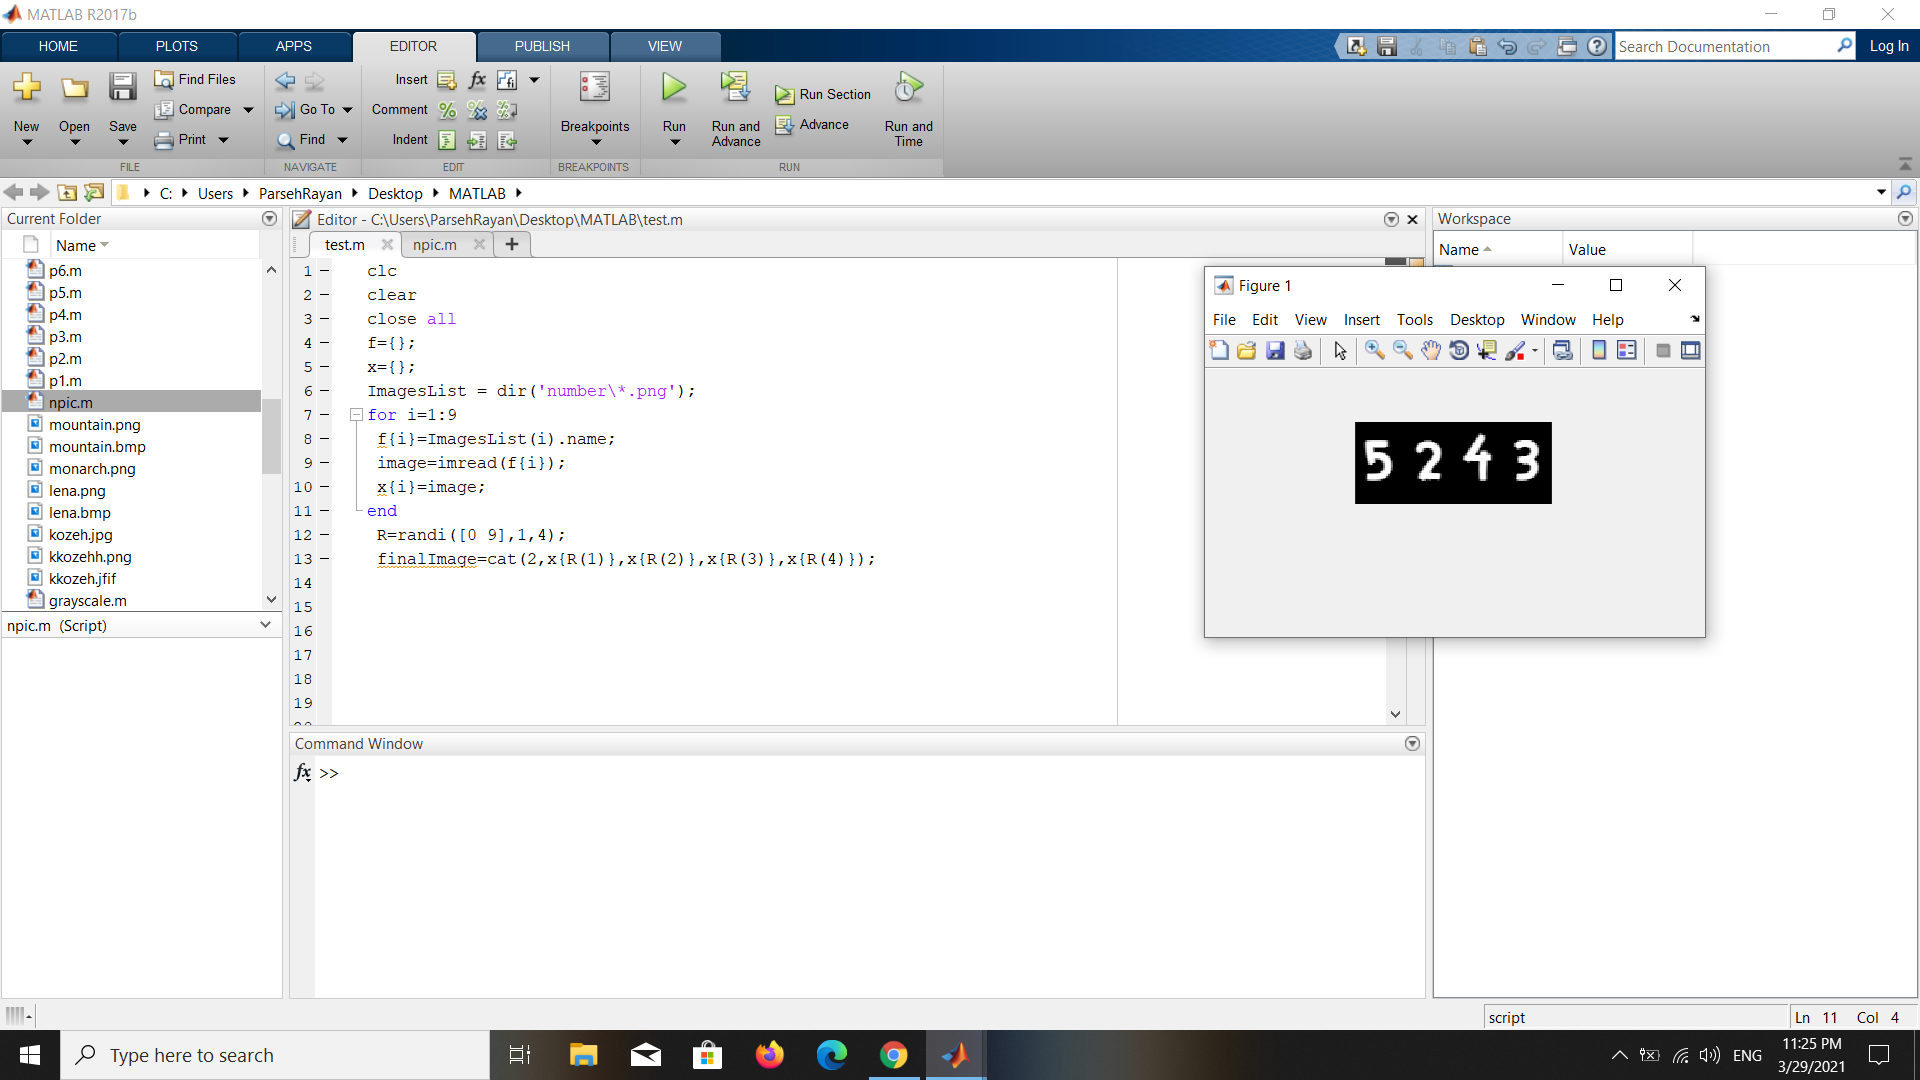 MATLAB R2017b
HOME PLOTS APPS EDITOR PUBLISH VIEW
Search Documentation Log In
New Open Save
Find Files
Compare
Print
FILE
Go To
Find
NAVIGATE
Insert fx
Comment
Indent
EDIT
Breakpoints
BREAKPOINTS
Run
Run and Advance
Run Section
Advance
Run and Time
RUN
C: Users ParsehRayan Desktop MATLAB
Current Folder
Name
p6.m
p5.m
p4.m
p3.m
p2.m
p1.m
npic.m
mountain.png
mountain.bmp
monarch.png
lena.png
lena.bmp
kozeh.jpg
kkozehh.png
kkozeh.jfif
grayscale.m
npic.m (Script)
Editor - C:\Users\ParsehRayan\Desktop\MATLAB\test.m
test.m npic.m
1 clc
2 clear
3 close all
4 f={};
5 x={};
6 ImagesList = dir('number\*.png');
7 for i=1:9
8 f{i}=ImagesList(i).name;
9 image=imread(f{i});
10 x{i}=image;
11 end
12 R=randi([0 9],1,4);
13 finalImage=cat(2,x{R(1)},x{R(2)},x{R(3)},x{R(4)});
14
15
16
17
18
19
Command Window
fx >>
Workspace
Name Value
Figure 1
File Edit View Insert Tools Desktop Window Help
5 2 4 3
script Ln 11 Col 4
Type here to search
ENG
11:25 PM
3/29/2021